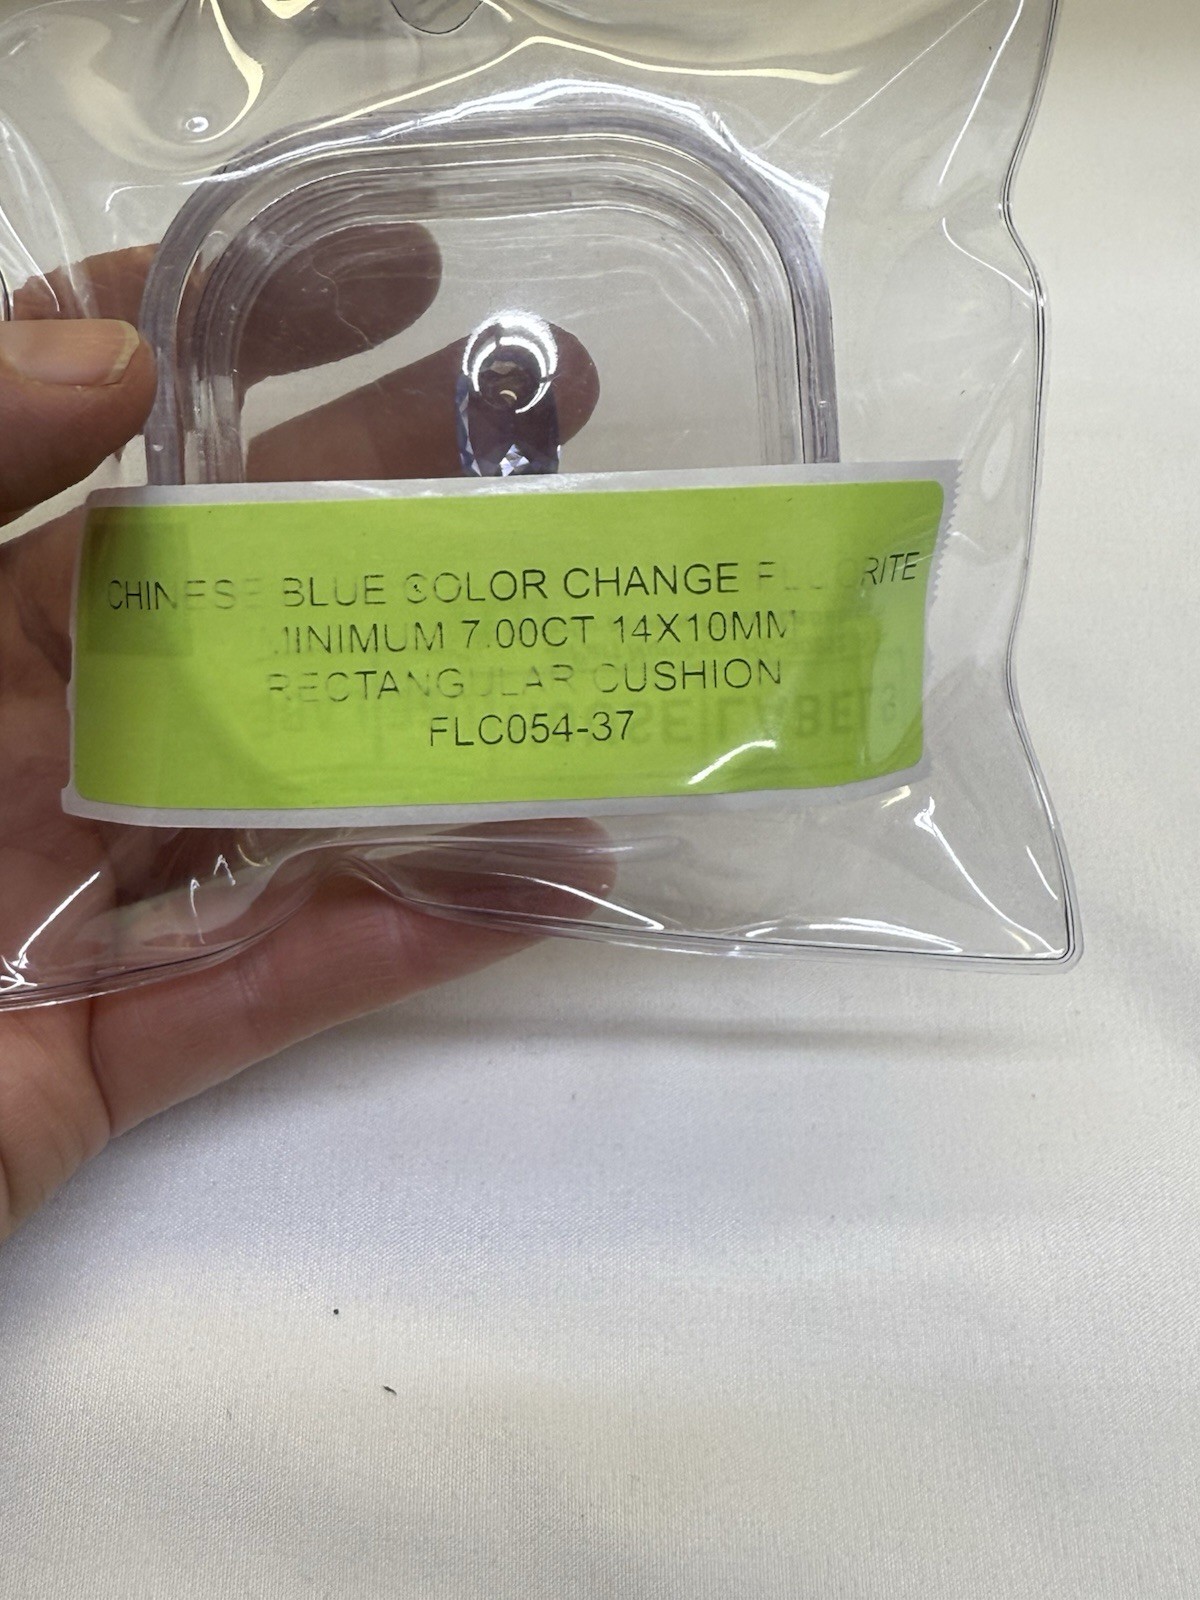 CHINESE BLUE COLOR CHANGE FLUORITE
MINIMUM 7.00CT 14X10MM
RECTANGULAR CUSHION
FLC054-37